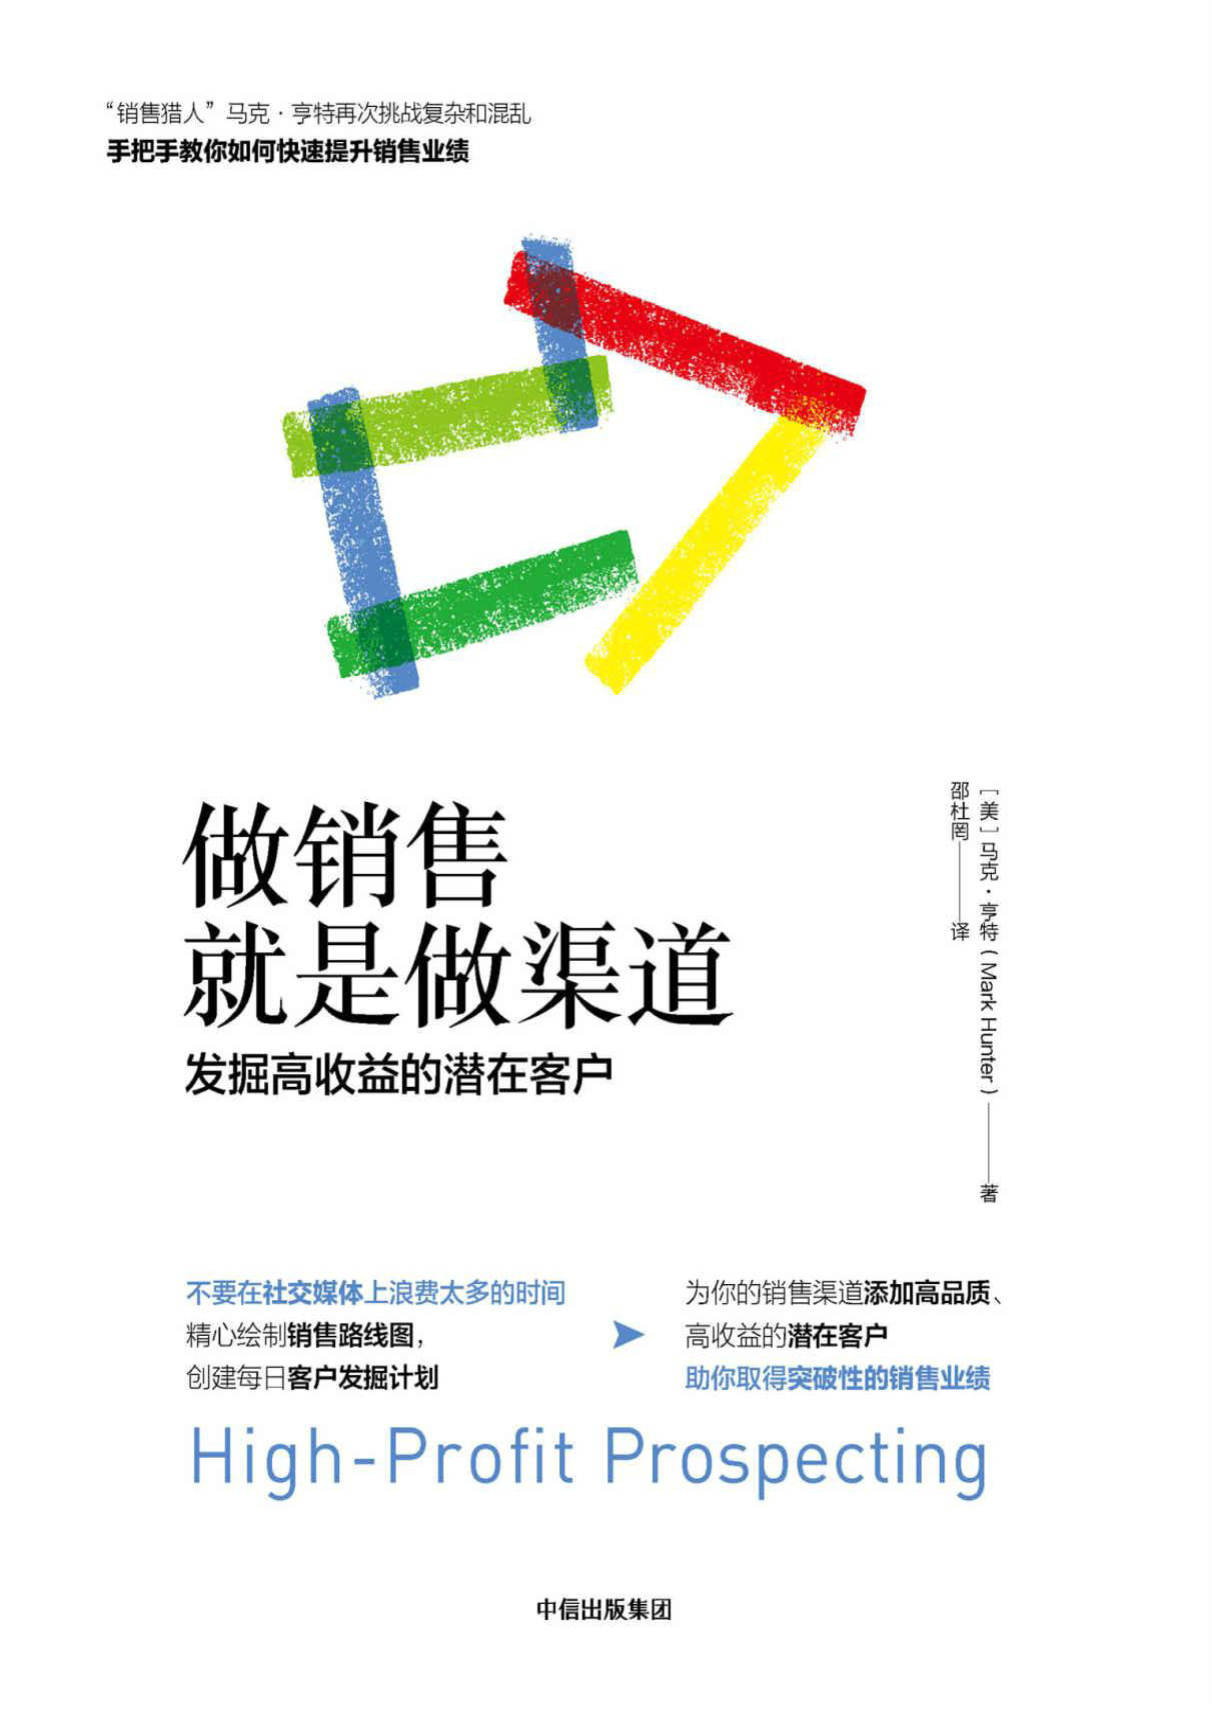 “销售猎人”马克·亨特再次挑战复杂和混乱
手把手教你如何快速提升销售业绩
做销售
就是做渠道
发掘高收益的潜在客户
［美］马克·亨特（Mark Hunter）——著
邵杜罔——译
不要在社交媒体上浪费太多的时间
精心绘制销售路线图，
创建每日客户发掘计划
为你的销售渠道添加高品质、
高收益的潜在客户
助你取得突破性的销售业绩
High-Profit Prospecting
中信出版集团